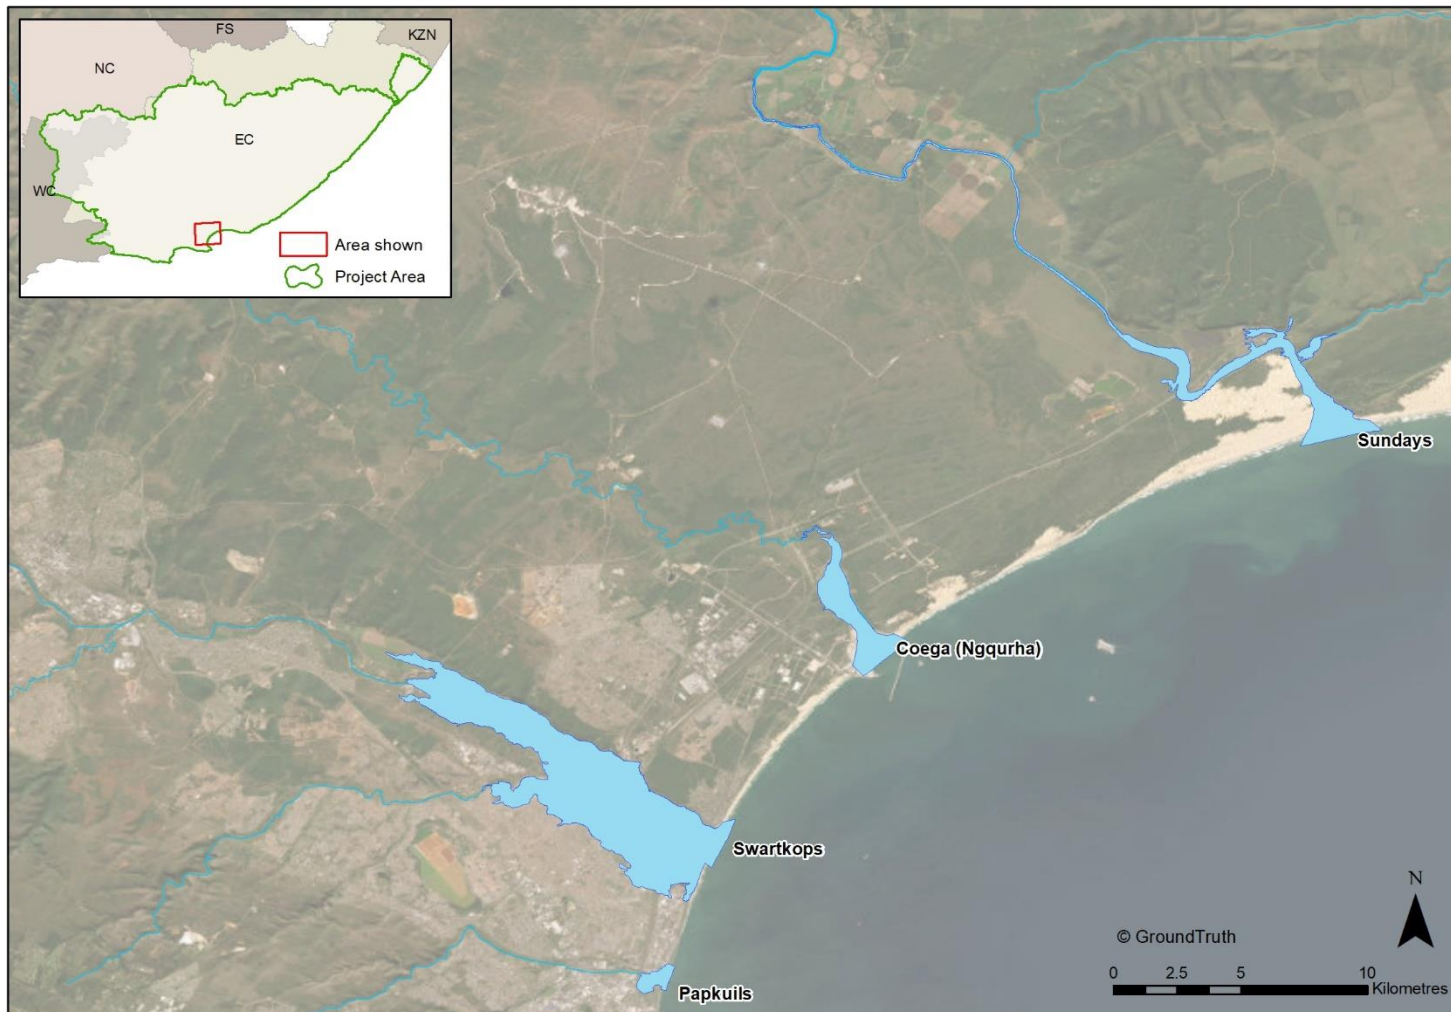 FS
KZN
NC
EC
WC
Area shown
Project Area
Sundays
Coega (Ngqurha)
Swartkops
Papkuils
N
© GroundTruth
0 2.5 5 10
Kilometres